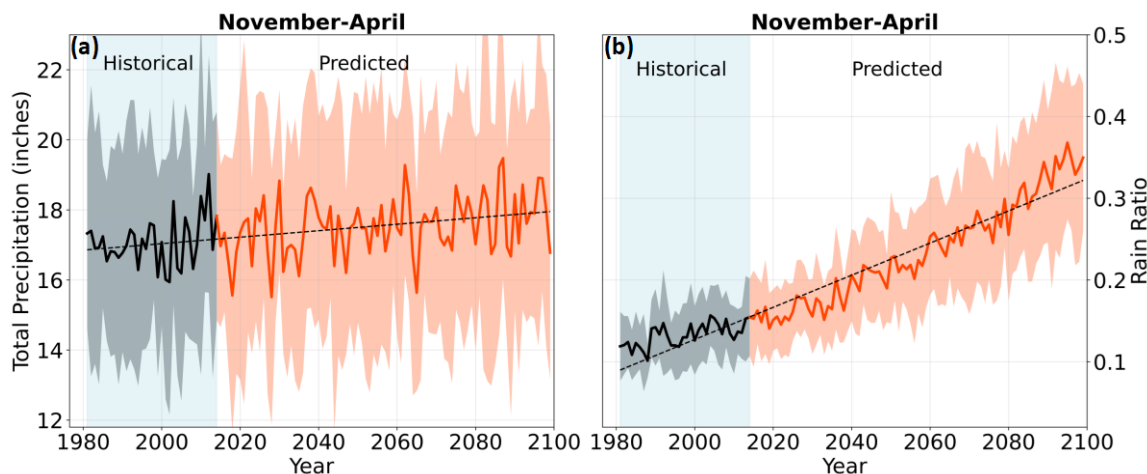 November-April
(a)
Historical
Predicted
22
20
18
16
14
12
Total Precipitation (inches)
1980
2000
2020
2040
2060
2080
2100
Year
November-April
(b)
Historical
Predicted
0.5
0.4
0.3
0.2
0.1
Rain Ratio
1980
2000
2020
2040
2060
2080
2100
Year